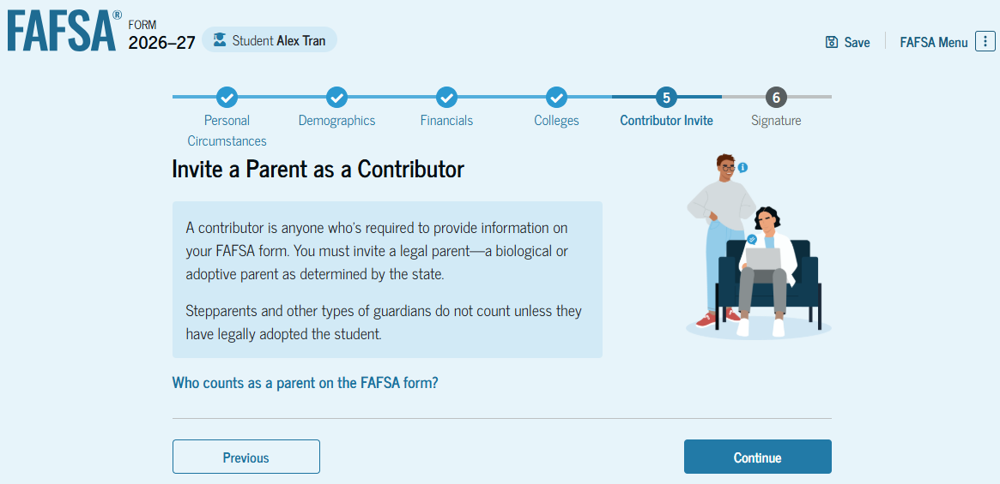 FAFSA®
FORM
2026–27
Student Alex Tran
Save
FAFSA Menu
Personal
Circumstances
Demographics
Financials
Colleges
5
Contributor Invite
6
Signature
Invite a Parent as a Contributor
A contributor is anyone who's required to provide information on
your FAFSA form. You must invite a legal parent—a biological or
adoptive parent as determined by the state.
Stepparents and other types of guardians do not count unless they
have legally adopted the student.
Who counts as a parent on the FAFSA form?
Previous
Continue